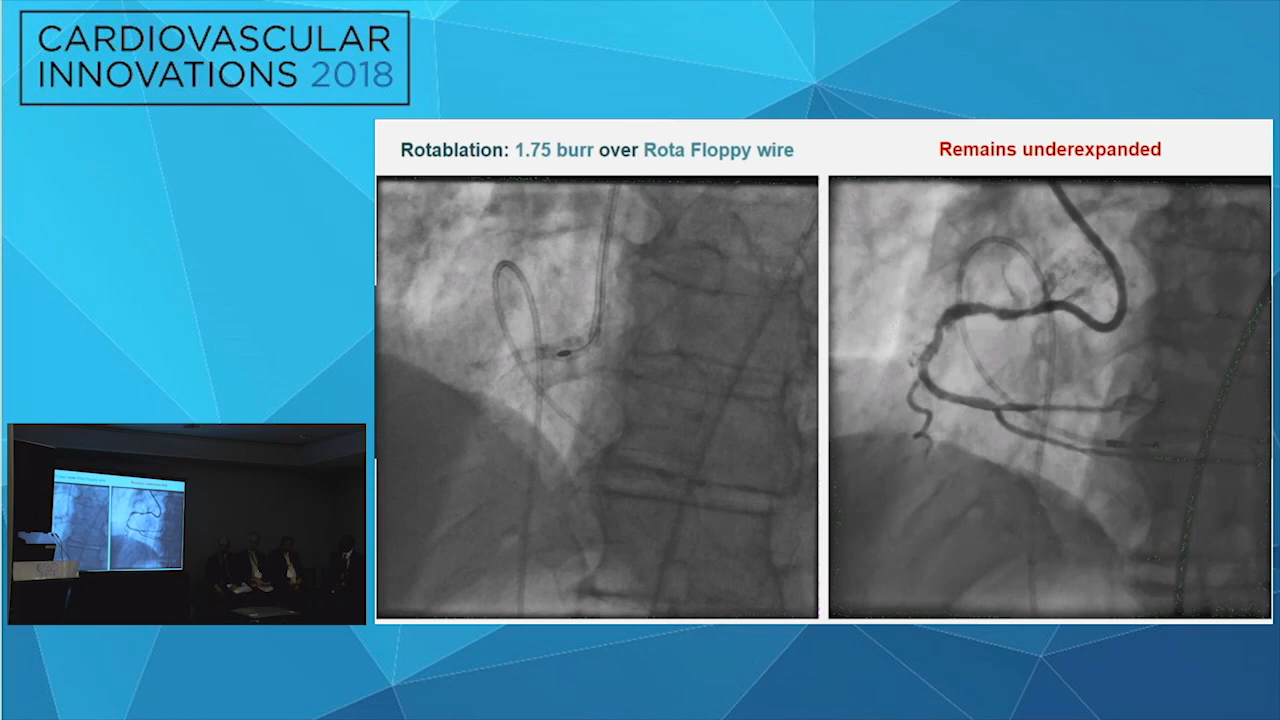 CARDIOVASCULAR
INNOVATIONS 2018
Rotablation: 1.75 burr over Rota Floppy wire
Remains underexpanded